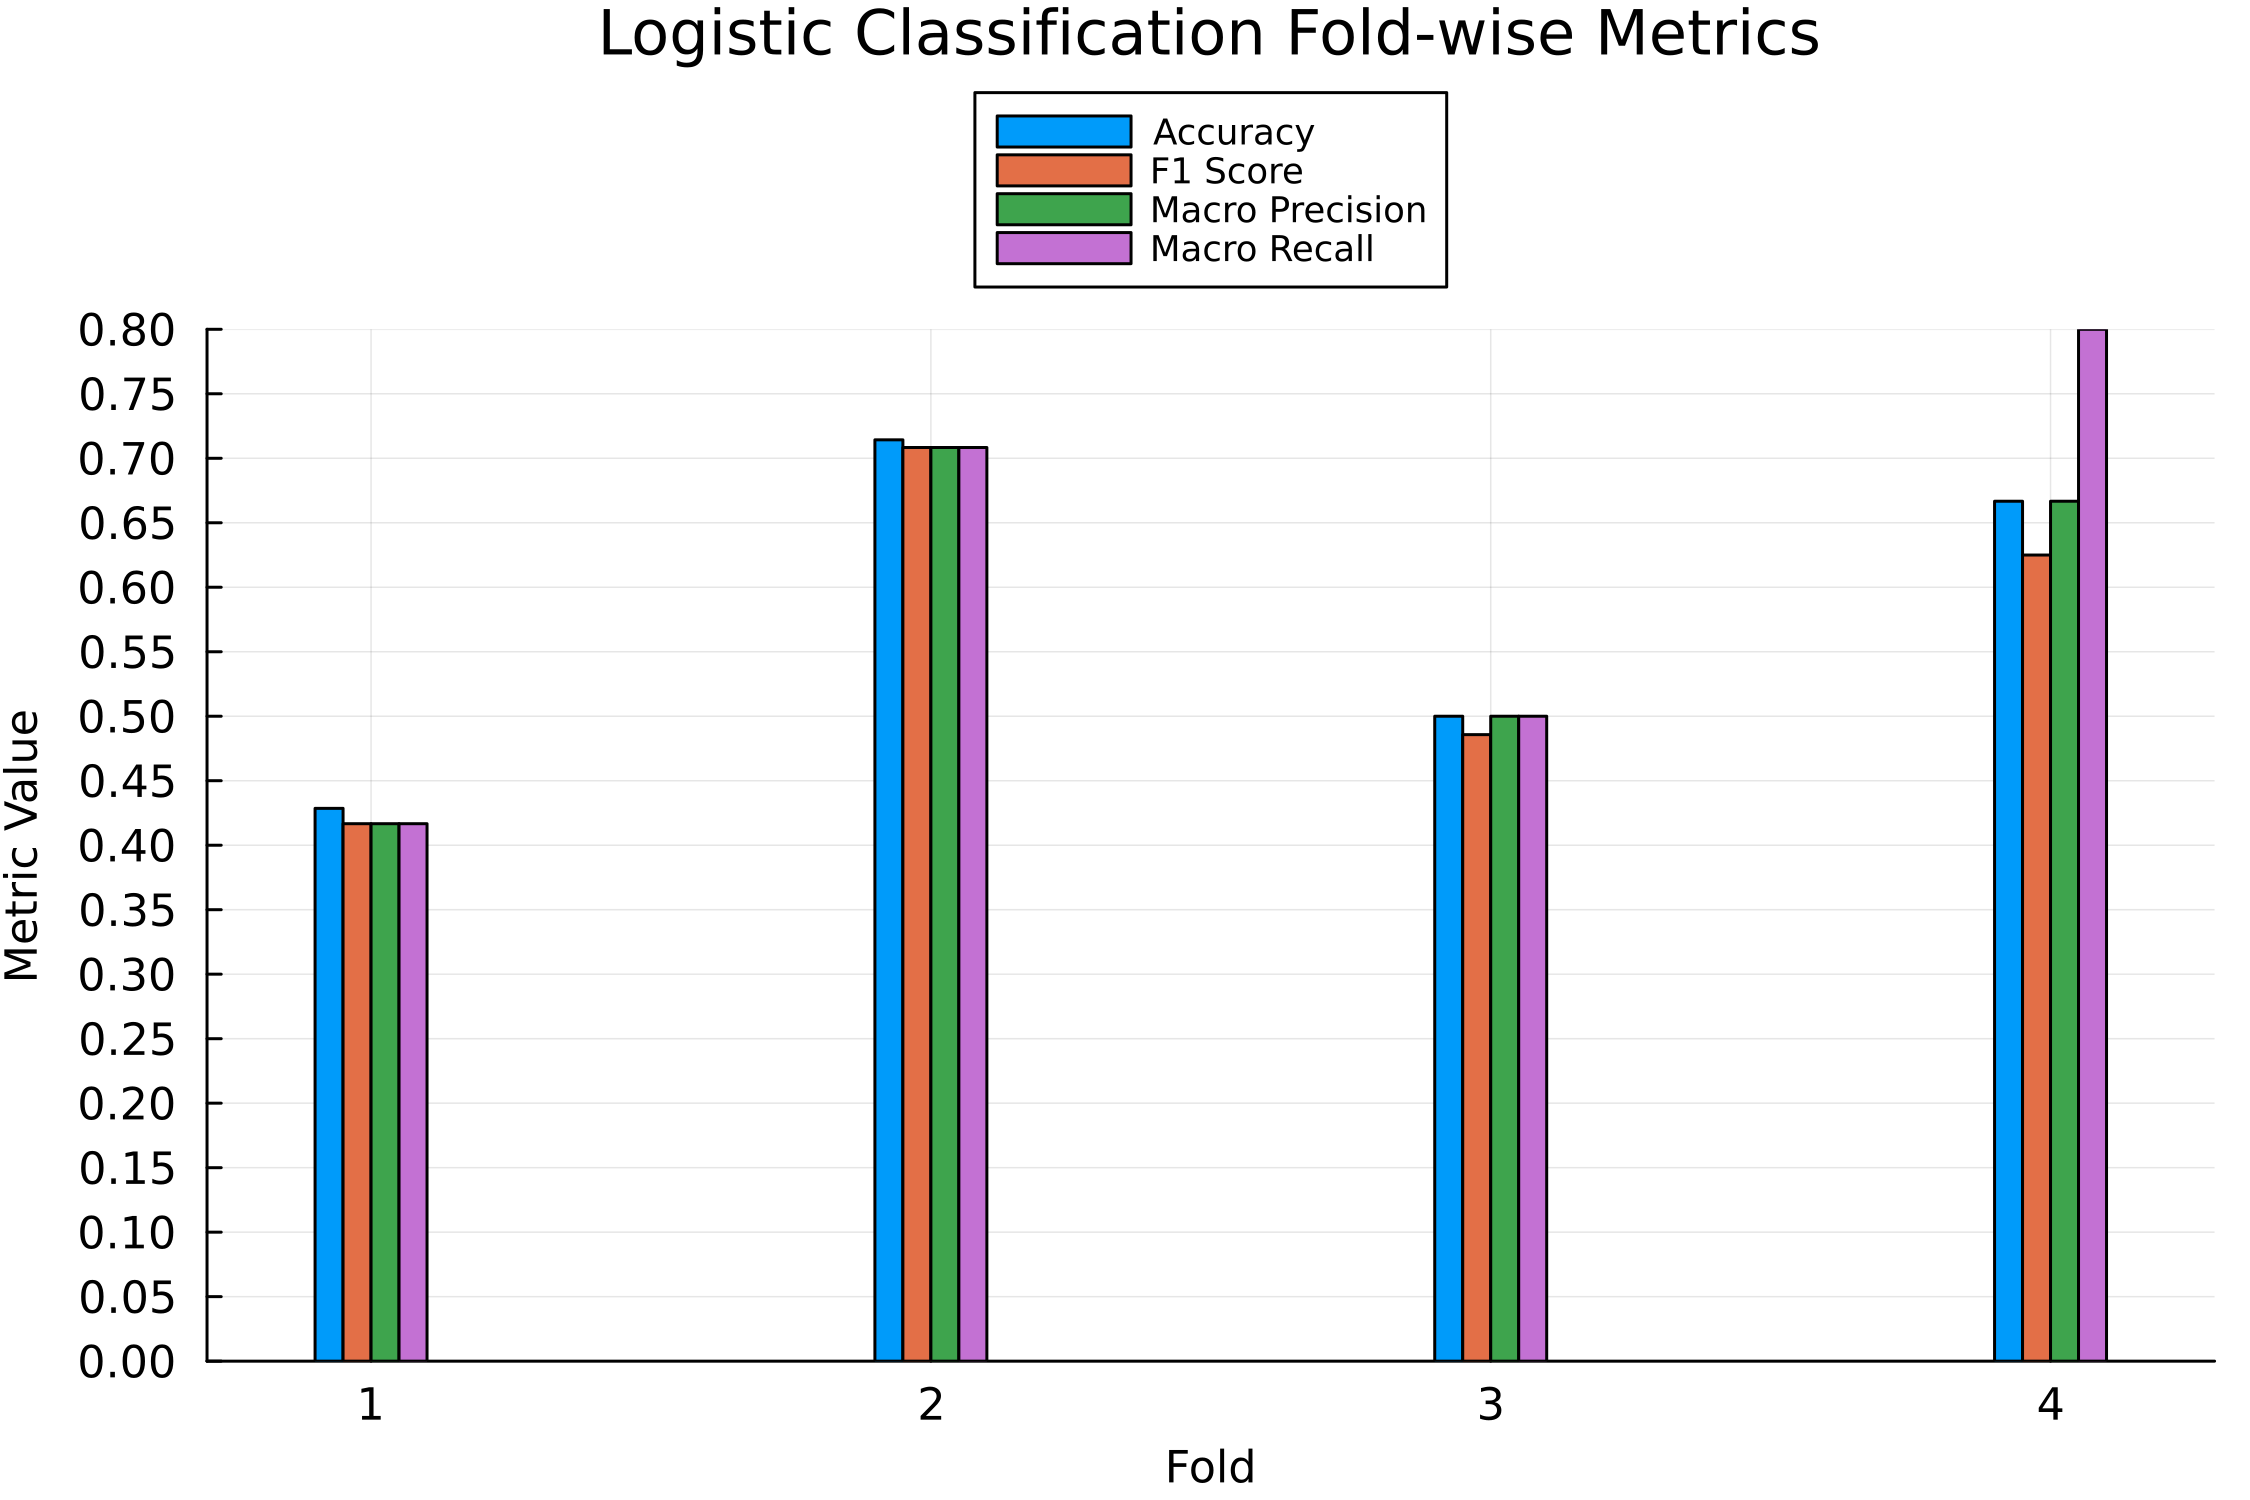 Logistic Classification Fold-wise Metrics
Accuracy
F1 Score
Macro Precision
Macro Recall
0.80
0.75
0.70
0.65
0.60
0.55
0.50
0.45
0.40
0.35
0.30
0.25
0.20
0.15
0.10
0.05
0.00
Metric Value
1 2 3 4
Fold